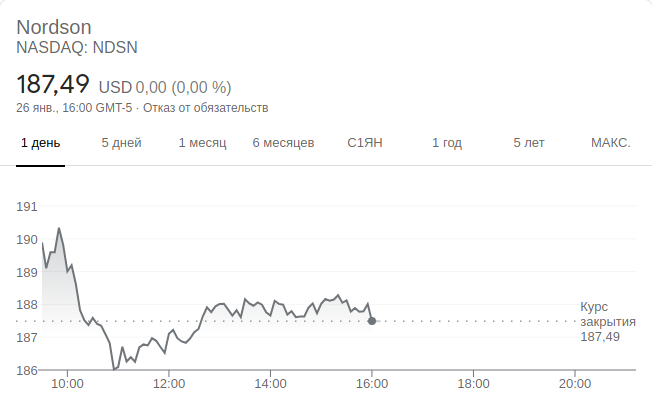 Nordson
NASDAQ: NDSN
187,49 USD 0,00 (0,00 %)
26 янв., 16:00 GMT-5 · Отказ от обязательств
1 день 5 дней 1 месяц 6 месяцев С1ЯН 1 год 5 лет МАКС.
191
190
189
188
187
186
Курс
закрытия
187,49
10:00 12:00 14:00 16:00 18:00 20:00